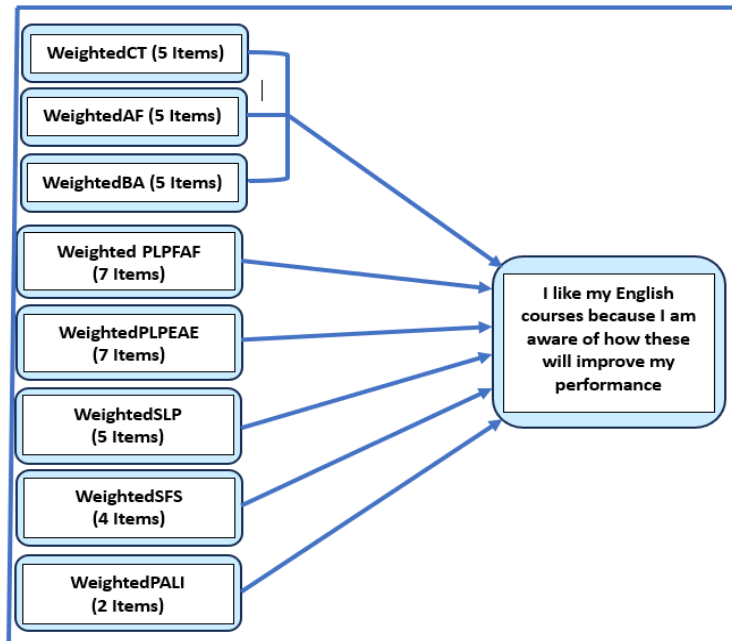 WeightedCT (5 Items)
WeightedAF (5 Items)
WeightedBA (5 Items)
Weighted PLPFAF
(7 Items)
WeightedPLPEAE
(7 Items)
WeightedSLP
(5 Items)
WeightedSFS
(4 Items)
WeightedPALI
(2 Items)
I like my English
courses because I am
aware of how these
will improve my
performance